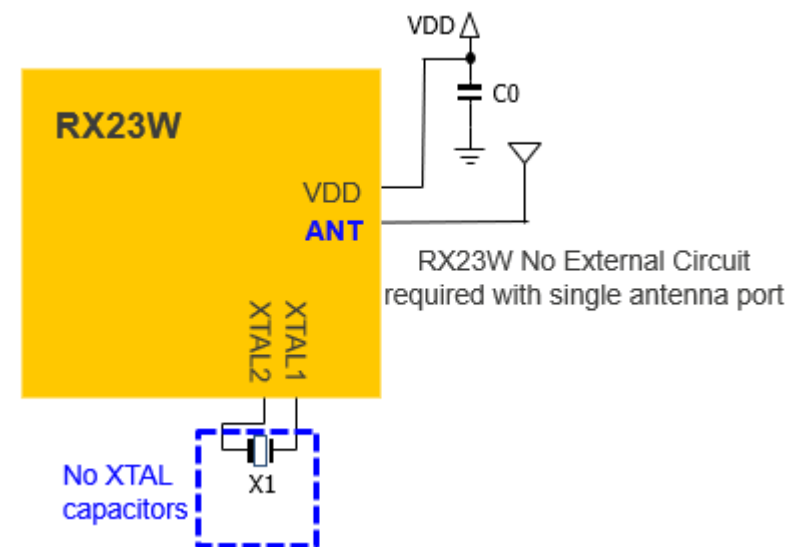 VDD
C0
RX23W
VDD
ANT
RX23W No External Circuit
required with single antenna port
XTAL2
XTAL1
No XTAL
capacitors
X1